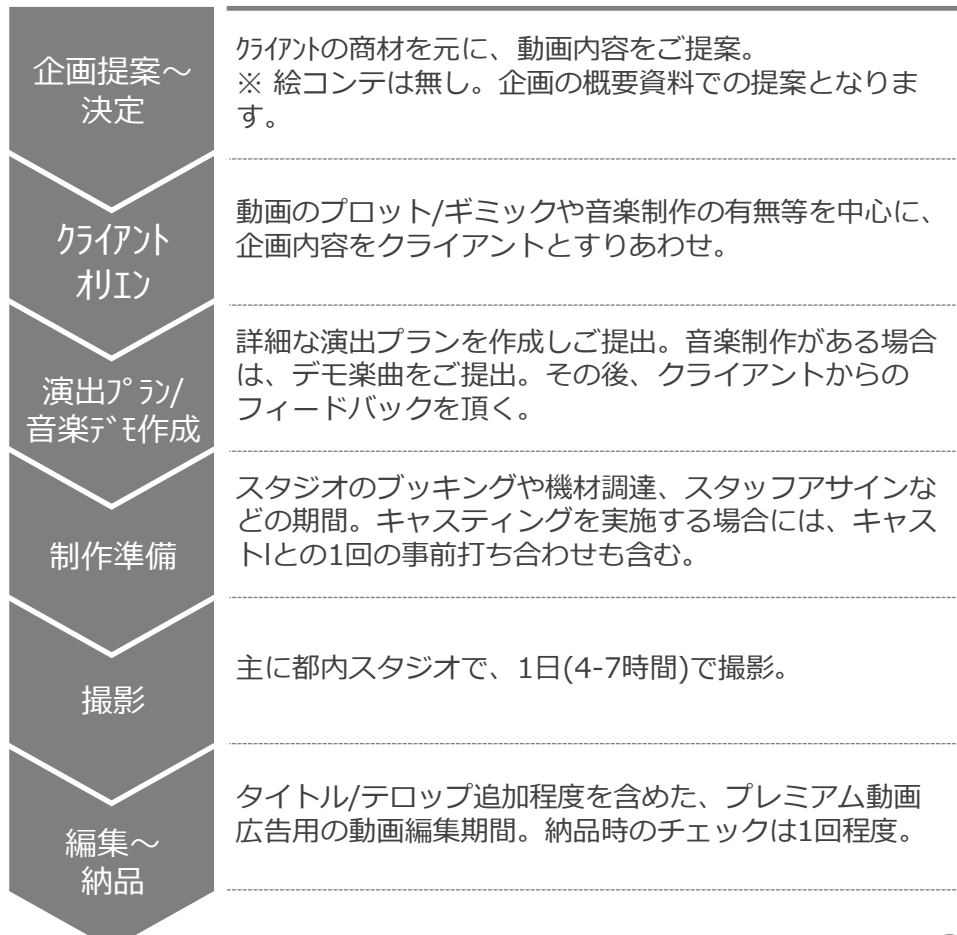 企画提案～
決定
ｸﾗｲｱﾝﾄの商材を元に、動画内容をご提案。
※ 絵コンテは無し。企画の概要資料での提案となりま
す。
ｸﾗｲｱﾝﾄ
ｵﾘｴﾝ
動画のプロット/ギミックや音楽制作の有無等を中心に、
企画内容をクライアントとすりあわせ。
演出ﾌﾟﾗﾝ/
音楽ﾃﾞﾓ作成
詳細な演出プランを作成しご提出。音楽制作がある場合
は、デモ楽曲をご提出。その後、クライアントからの
フィードバックを頂く。
制作準備
スタジオのブッキングや機材調達、スタッフアサインな
どの期間。キャスティングを実施する場合には、キャス
トlとの1回の事前打ち合わせも含む。
撮影
主に都内スタジオで、1日(4-7時間)で撮影。
編集～
納品
タイトル/テロップ追加程度を含めた、プレミアム動画
広告用の動画編集期間。納品時のチェックは1回程度。